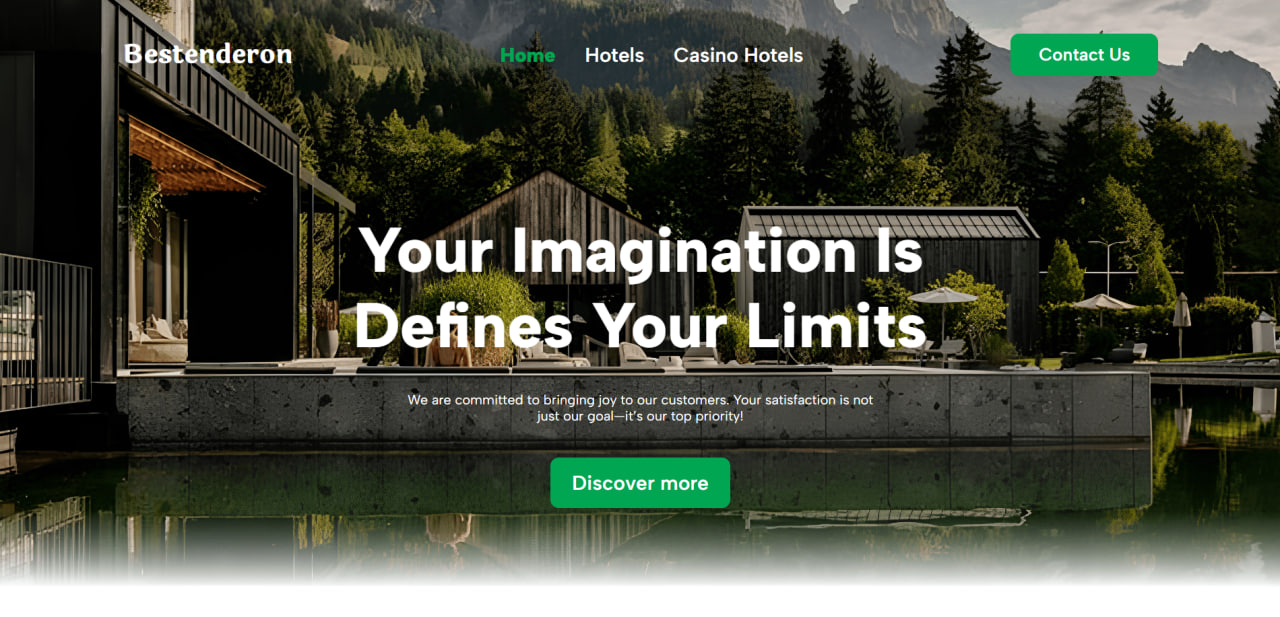 Bestenderon
Home
Hotels
Casino Hotels
Contact Us
Your Imagination Is
Defines Your Limits
We are committed to bringing joy to our customers. Your satisfaction is not
just our goal—it's our top priority!
Discover more